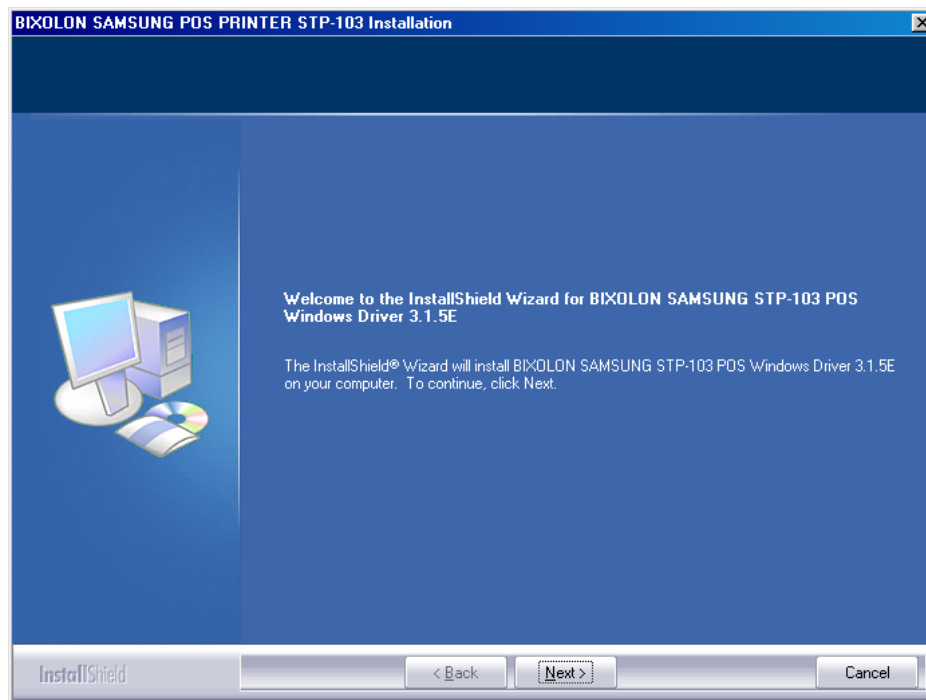 BIXOLON SAMSUNG POS PRINTER STP-103 Installation
Welcome to the InstallShield Wizard for BIXOLON SAMSUNG STP-103 POS
Windows Driver 3.1.5E
The InstallShield® Wizard will install BIXOLON SAMSUNG STP-103 POS Windows Driver 3.1.5E
on your computer. To continue, click Next.
InstallShield
< Back
Next >
Cancel